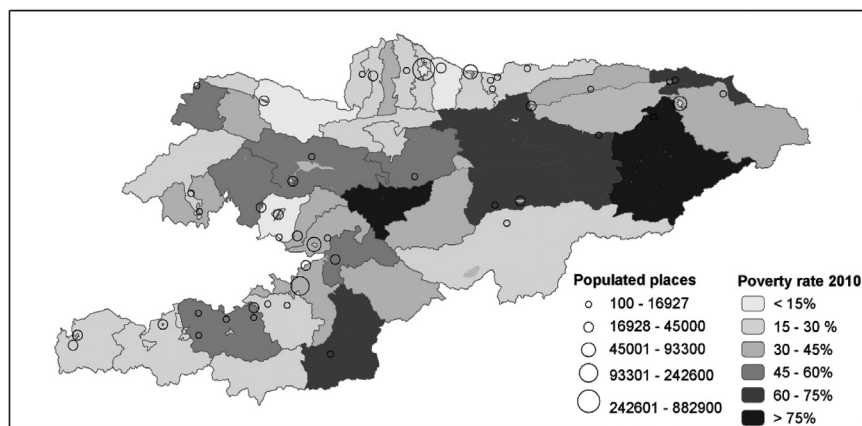 Populated places
100 - 16927
16928 - 45000
45001 - 93300
93301 - 242600
242601 - 882900
Poverty rate 2010
< 15%
15 - 30 %
30 - 45%
45 - 60%
60 - 75%
> 75%